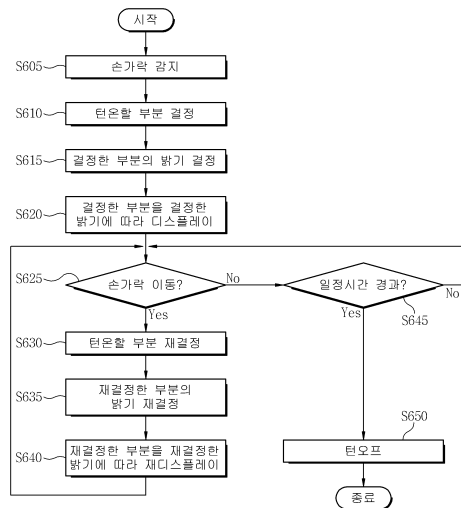 시작
S605
손가락 감지
S610
턴온할 부분 결정
S615
결정한 부분의 밝기 결정
S620
결정한 부분을 결정한
밝기에 따라 디스플레이
S625
손가락 이동?
No
일정시간 경과?
No
Yes
Yes
S645
S630
턴온할 부분 재결정
S635
재결정한 부분의
밝기 재결정
S640
재결정한 부분을 재결정한
밝기에 따라 재디스플레이
S650
턴오프
종료